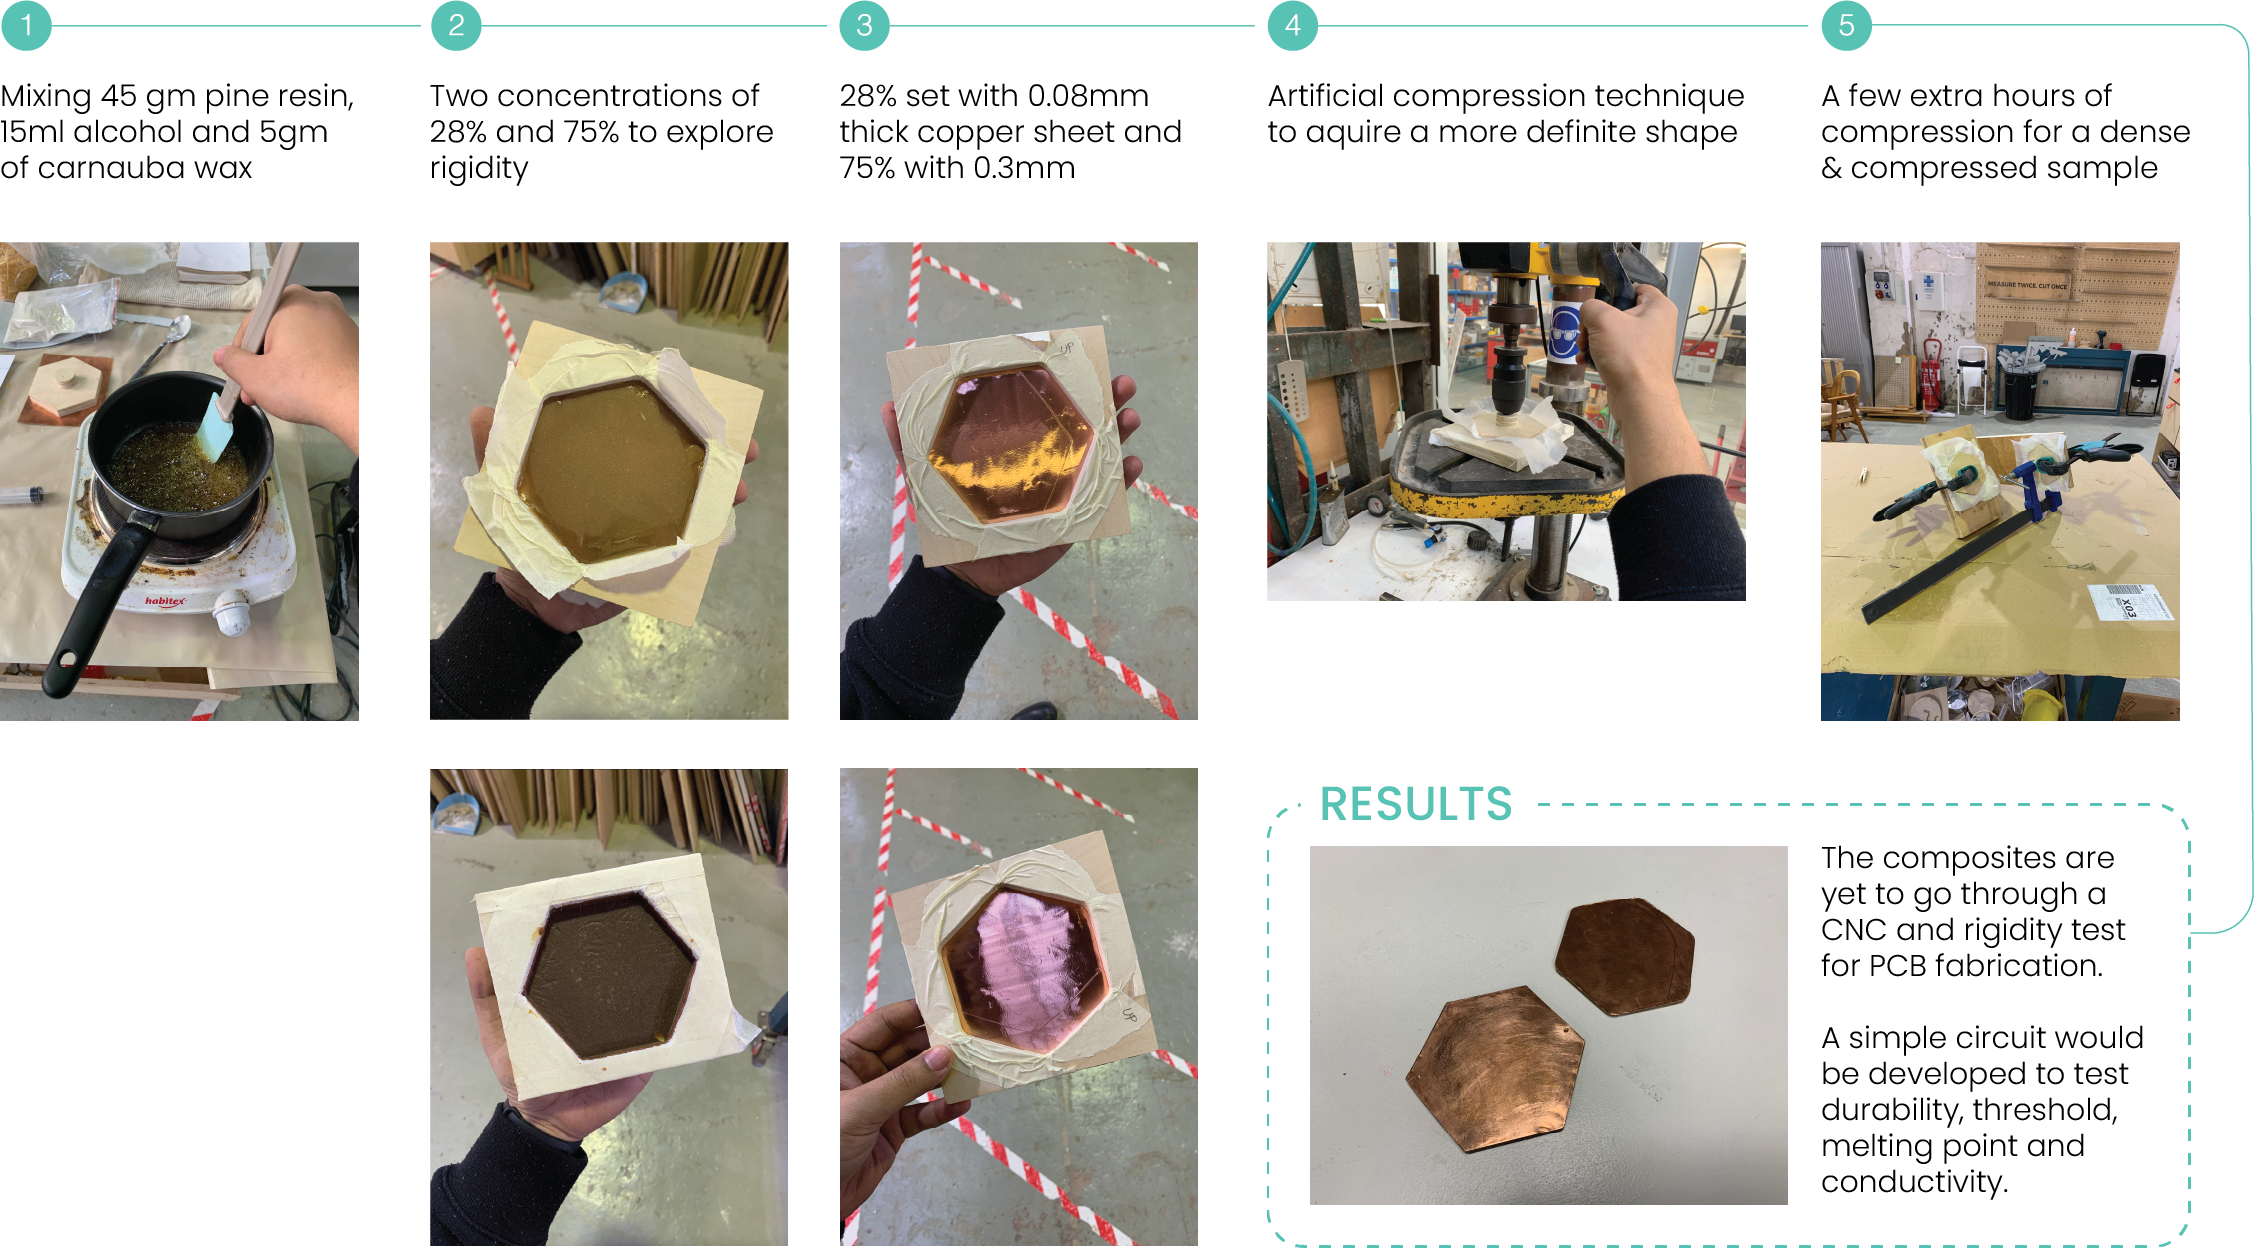 1
Mixing 45 gm pine resin,
15ml alcohol and 5gm
of carnauba wax
2
Two concentrations of
28% and 75% to explore
rigidity
3
28% set with 0.08mm
thick copper sheet and
75% with 0.3mm
4
Artificial compression technique
to aquire a more definite shape
5
A few extra hours of
compression for a dense
& compressed sample
habitex
UP
MEASURE TWICE. CUT ONCE
X03
UP
RESULTS
The composites are
yet to go through a
CNC and rigidity test
for PCB fabrication.
A simple circuit would
be developed to test
durability, threshold,
melting point and
conductivity.